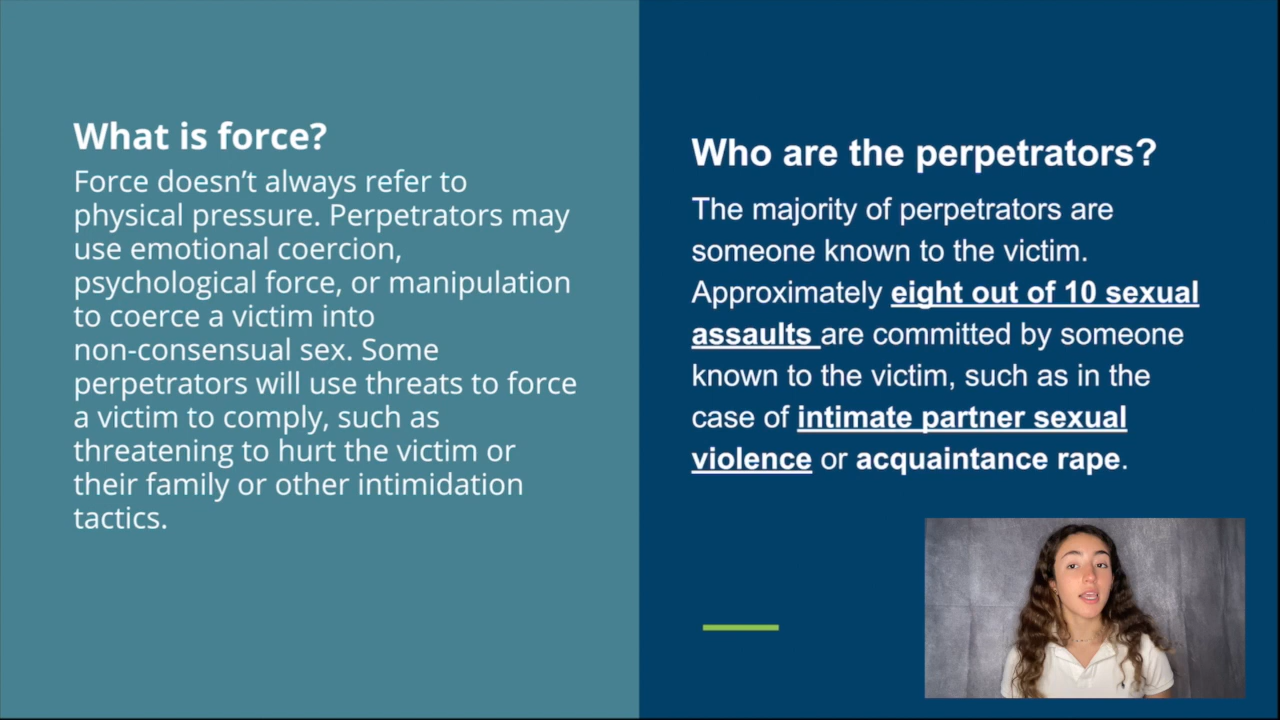 What is force?
Force doesn’t always refer to
physical pressure. Perpetrators may
use emotional coercion,
psychological force, or manipulation
to coerce a victim into
non-consensual sex. Some
perpetrators will use threats to force
a victim to comply, such as
threatening to hurt the victim or
their family or other intimidation
tactics.
Who are the perpetrators?
The majority of perpetrators are
someone known to the victim.
Approximately eight out of 10 sexual
assaults are committed by someone
known to the victim, such as in the
case of intimate partner sexual
violence or acquaintance rape.